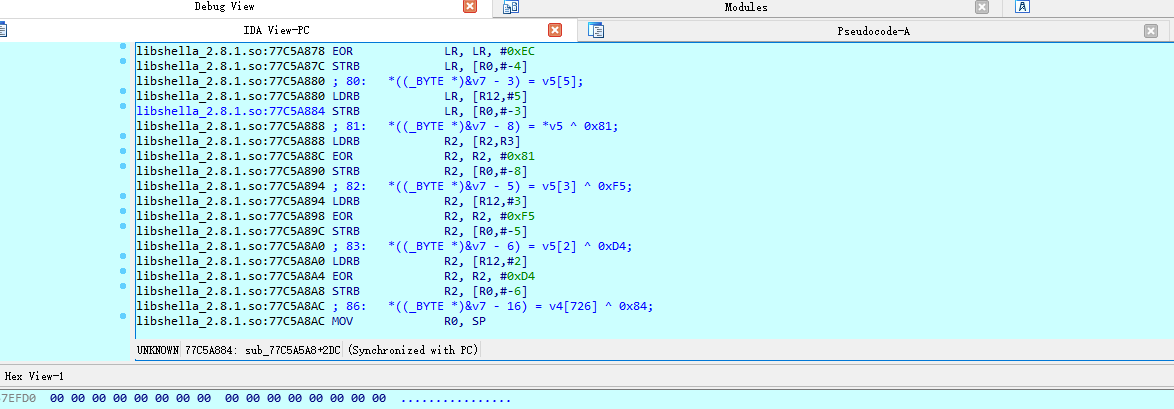 Debug View
Modules
IDA View-PC
Pseudocode-A
libshella_2.8.1.so:77C5A878 EOR LR, LR, #0xEC
libshella_2.8.1.so:77C5A87C STRB LR, [R0,#-4]
libshella_2.8.1.so:77C5A880 ; 80: *((_BYTE *)&v7 - 3) = v5[5];
libshella_2.8.1.so:77C5A880 LDRB LR, [R12,#5]
libshella_2.8.1.so:77C5A884 STRB LR, [R0,#-3]
libshella_2.8.1.so:77C5A888 ; 81: *((_BYTE *)&v7 - 8) = *v5 ^ 0x81;
libshella_2.8.1.so:77C5A888 LDRB R2, [R2,R3]
libshella_2.8.1.so:77C5A88C EOR R2, R2, #0x81
libshella_2.8.1.so:77C5A890 STRB R2, [R0,#-8]
libshella_2.8.1.so:77C5A894 ; 82: *((_BYTE *)&v7 - 5) = v5[3] ^ 0xF5;
libshella_2.8.1.so:77C5A894 LDRB R2, [R12,#3]
libshella_2.8.1.so:77C5A898 EOR R2, R2, #0xF5
libshella_2.8.1.so:77C5A89C STRB R2, [R0,#-5]
libshella_2.8.1.so:77C5A8A0 ; 83: *((_BYTE *)&v7 - 6) = v5[2] ^ 0xD4;
libshella_2.8.1.so:77C5A8A0 LDRB R2, [R12,#2]
libshella_2.8.1.so:77C5A8A4 EOR R2, R2, #0xD4
libshella_2.8.1.so:77C5A8A8 STRB R2, [R0,#-6]
libshella_2.8.1.so:77C5A8AC ; 86: *((_BYTE *)&v7 - 16) = v4[726] ^ 0x84;
libshella_2.8.1.so:77C5A8AC MOV R0, SP
UNKNOWN 77C5A884: sub_77C5A5A8+2DC (Synchronized with PC)
Hex View-1
7EFD0 00 00 00 00 00 00 00 00 00 00 00 00 00 00 00 00 ................